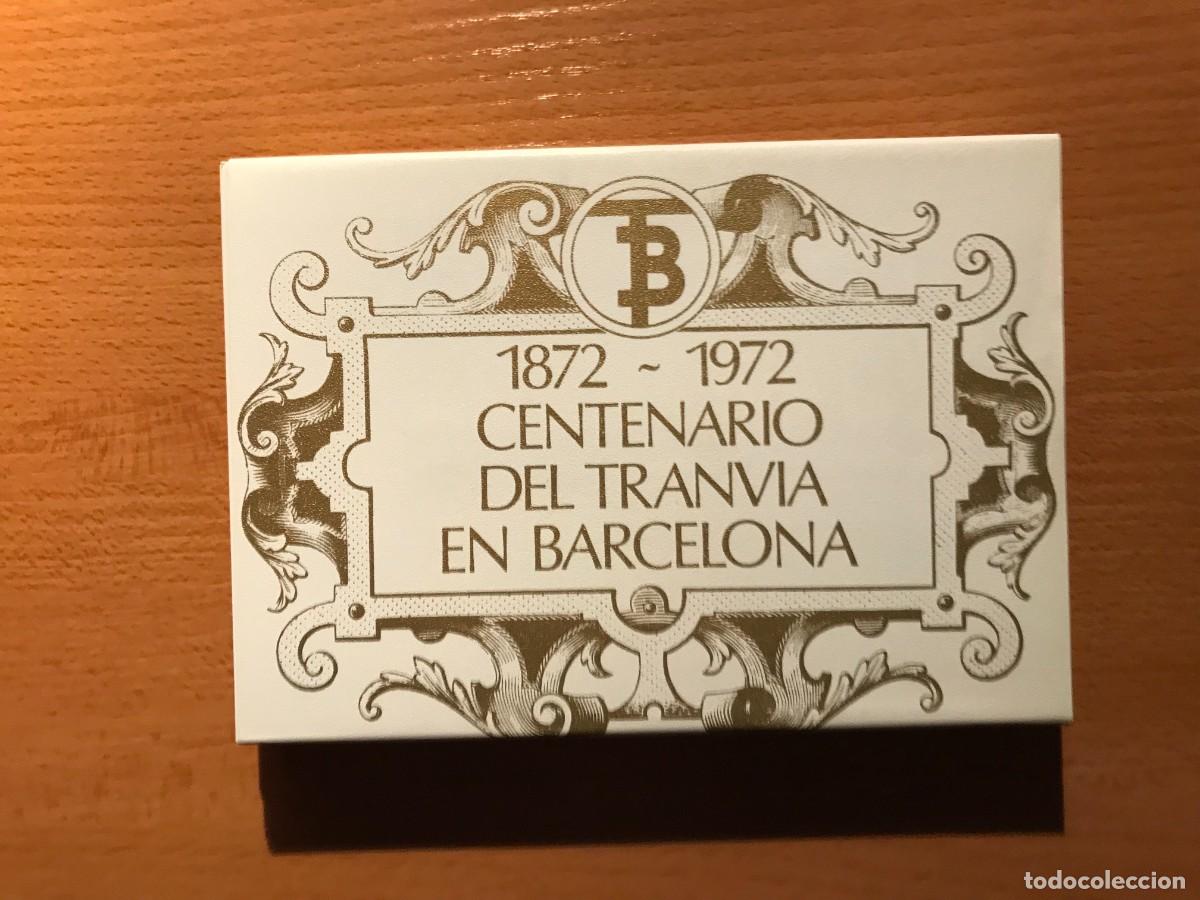 TB
1872 ~ 1972
CENTENARIO
DEL TRANVIA
EN BARCELONA
todocoleccion